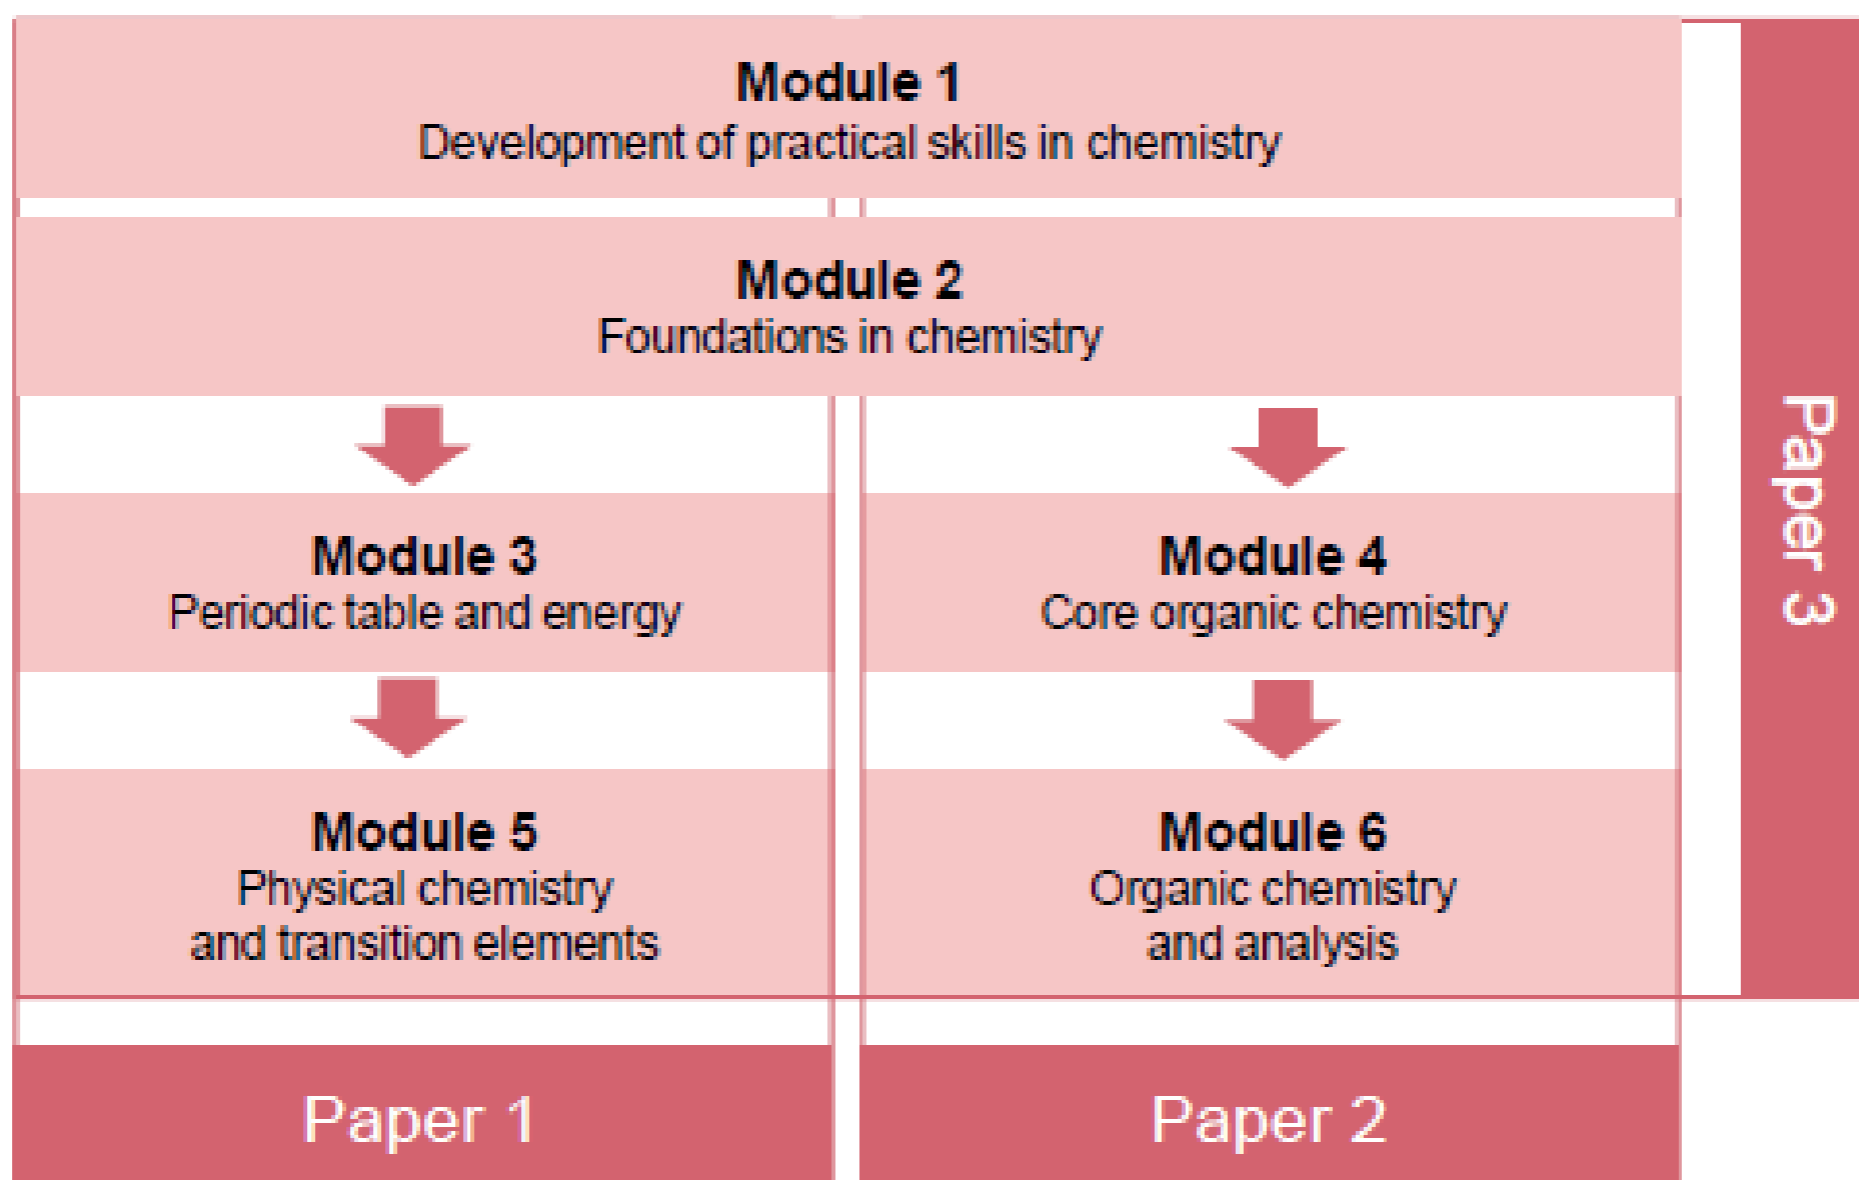 Module 1
Development of practical skills in chemistry
Module 2
Foundations in chemistry
Module 3
Periodic table and energy
Module 4
Core organic chemistry
Module 5
Physical chemistry
and transition elements
Module 6
Organic chemistry
and analysis
Paper 1
Paper 2
Paper 3